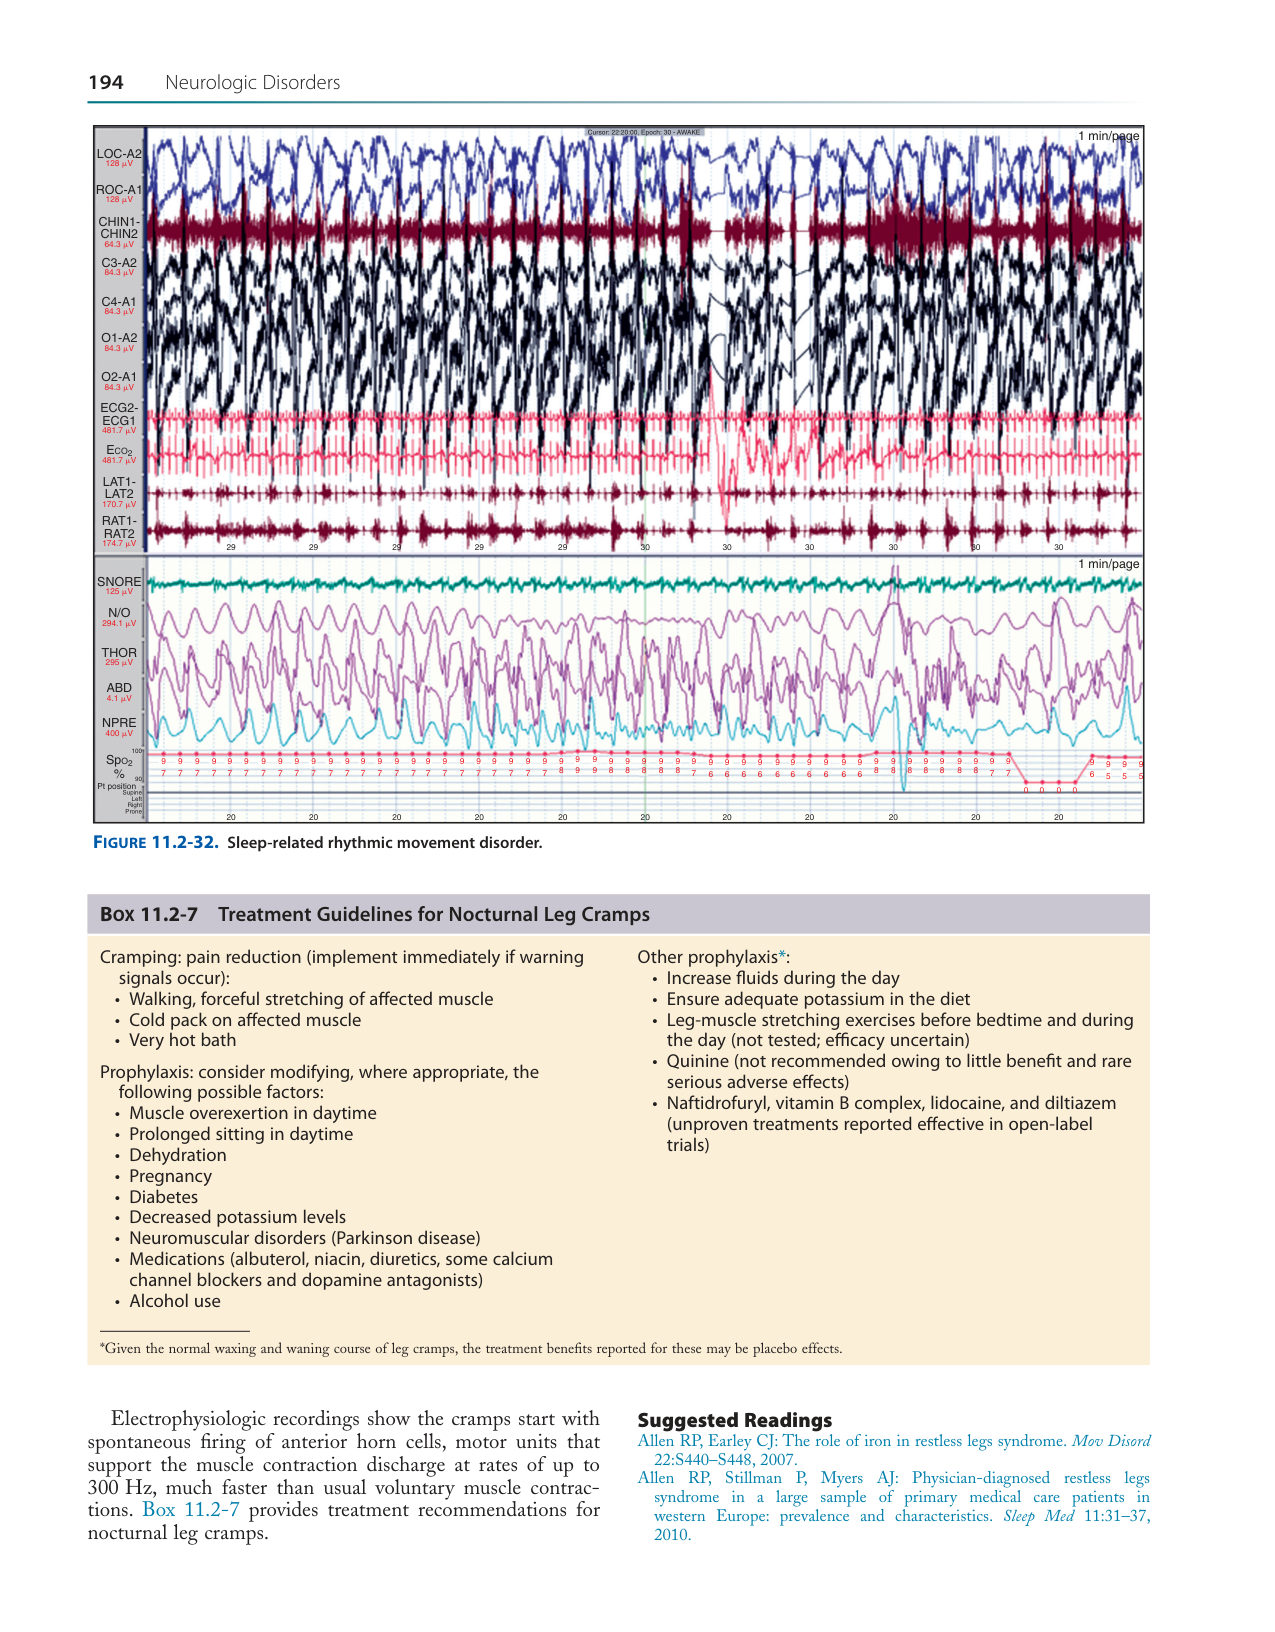 194 Neurologic Disorders
Cursor: 22:20:00, Epoch: 30 - AWAKE
1 min/page
LOC-A2
128 µV
ROC-A1
128 µV
CHIN1-
CHIN2
64.3 µV
C3-A2
84.3 µV
C4-A1
84.3 µV
O1-A2
84.3 µV
O2-A1
84.3 µV
ECG2-
ECG1
481.7 µV
ECO2
481.7 µV
LAT1-
LAT2
170.7 µV
RAT1-
RAT2
174.7 µV
29 29 29 29 29 30 30 30 30 30 30
1 min/page
SNORE
125 µV
N/O
294.1 µV
THOR
295 µV
ABD
4.1 µV
NPRE
400 µV
100
SpO2
%
90
Pt position
Supine
Left
Right
Prone
20 20 20 20 20 20 20 20 20 20 20
FIGURE 11.2-32. Sleep-related rhythmic movement disorder.
BOX 11.2-7 Treatment Guidelines for Nocturnal Leg Cramps
Cramping: pain reduction (implement immediately if warning
signals occur):
• Walking, forceful stretching of affected muscle
• Cold pack on affected muscle
• Very hot bath
Prophylaxis: consider modifying, where appropriate, the
following possible factors:
• Muscle overexertion in daytime
• Prolonged sitting in daytime
• Dehydration
• Pregnancy
• Diabetes
• Decreased potassium levels
• Neuromuscular disorders (Parkinson disease)
• Medications (albuterol, niacin, diuretics, some calcium
channel blockers and dopamine antagonists)
• Alcohol use
Other prophylaxis*:
• Increase fluids during the day
• Ensure adequate potassium in the diet
• Leg-muscle stretching exercises before bedtime and during
the day (not tested; efficacy uncertain)
• Quinine (not recommended owing to little benefit and rare
serious adverse effects)
• Naftidrofuryl, vitamin B complex, lidocaine, and diltiazem
(unproven treatments reported effective in open-label
trials)
*Given the normal waxing and waning course of leg cramps, the treatment benefits reported for these may be placebo effects.
Electrophysiologic recordings show the cramps start with
spontaneous firing of anterior horn cells, motor units that
support the muscle contraction discharge at rates of up to
300 Hz, much faster than usual voluntary muscle contrac-
tions. Box 11.2-7 provides treatment recommendations for
nocturnal leg cramps.
Suggested Readings
Allen RP, Earley CJ: The role of iron in restless legs syndrome. Mov Disord
22:S440–S448, 2007.
Allen RP, Stillman P, Myers AJ: Physician-diagnosed restless legs
syndrome in a large sample of primary medical care patients in
western Europe: prevalence and characteristics. Sleep Med 11:31–37,
2010.